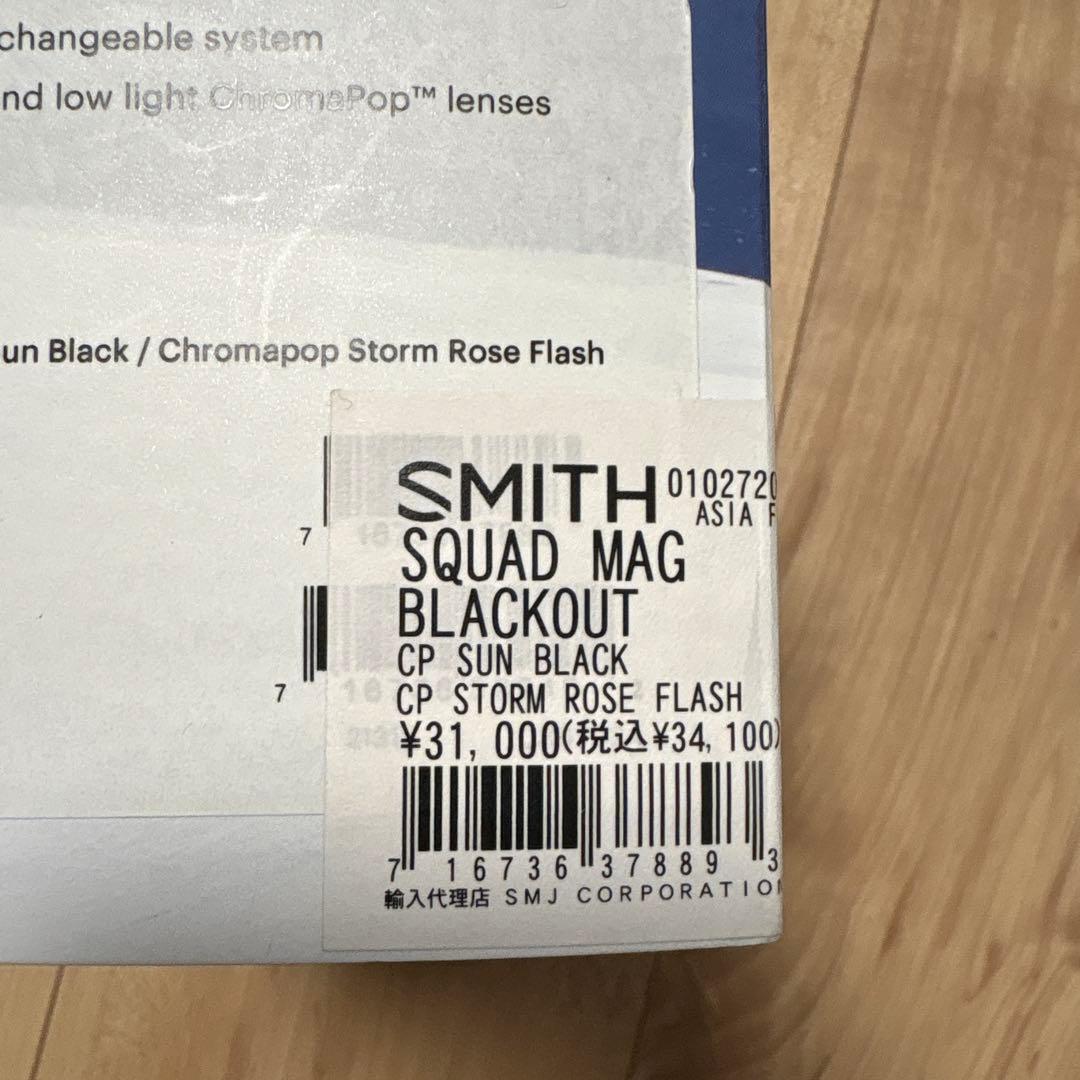 changeable system
nd low light ChromaPop™ lenses
un Black / Chromapop Storm Rose Flash
SMITH 0102720
ASIA F
SQUAD MAG
BLACKOUT
CP SUN BLACK
CP STORM ROSE FLASH
¥31,000(税込¥34,100)
7 16736 37889 3
輸入代理店 SMJ CORPORATION
7
7